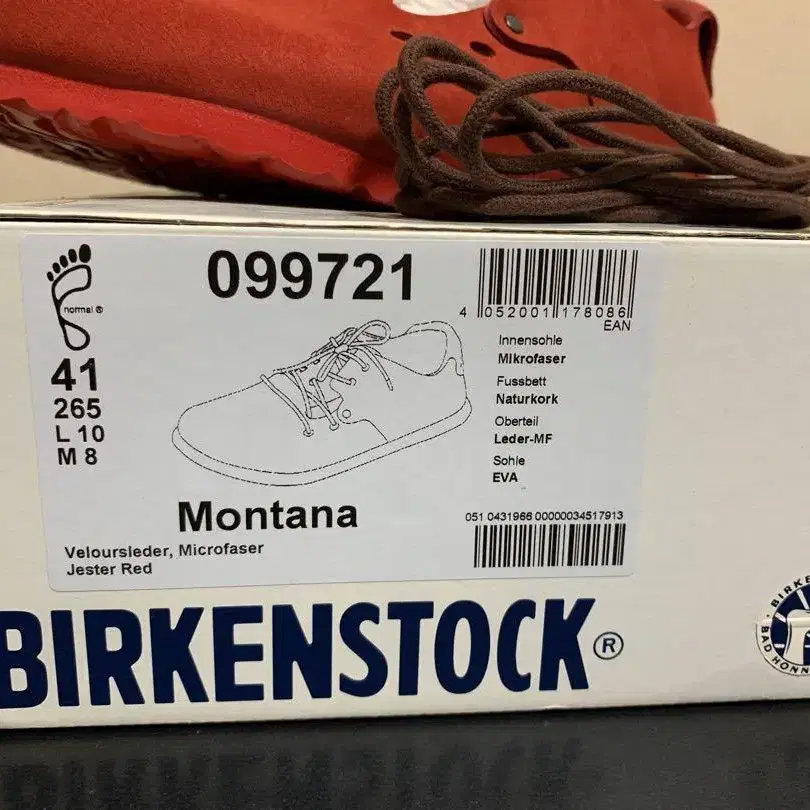 normal ®
41
265
L 10
M 8
099721
4 052001 178086
EAN
Innensohle
Mikrofaser
Fussbett
Naturkork
Oberteil
Leder-MF
Sohle
EVA
Montana
Veloursleder, Microfaser
Jester Red
051 0431966 00000034517913
BIRKENSTOCK®